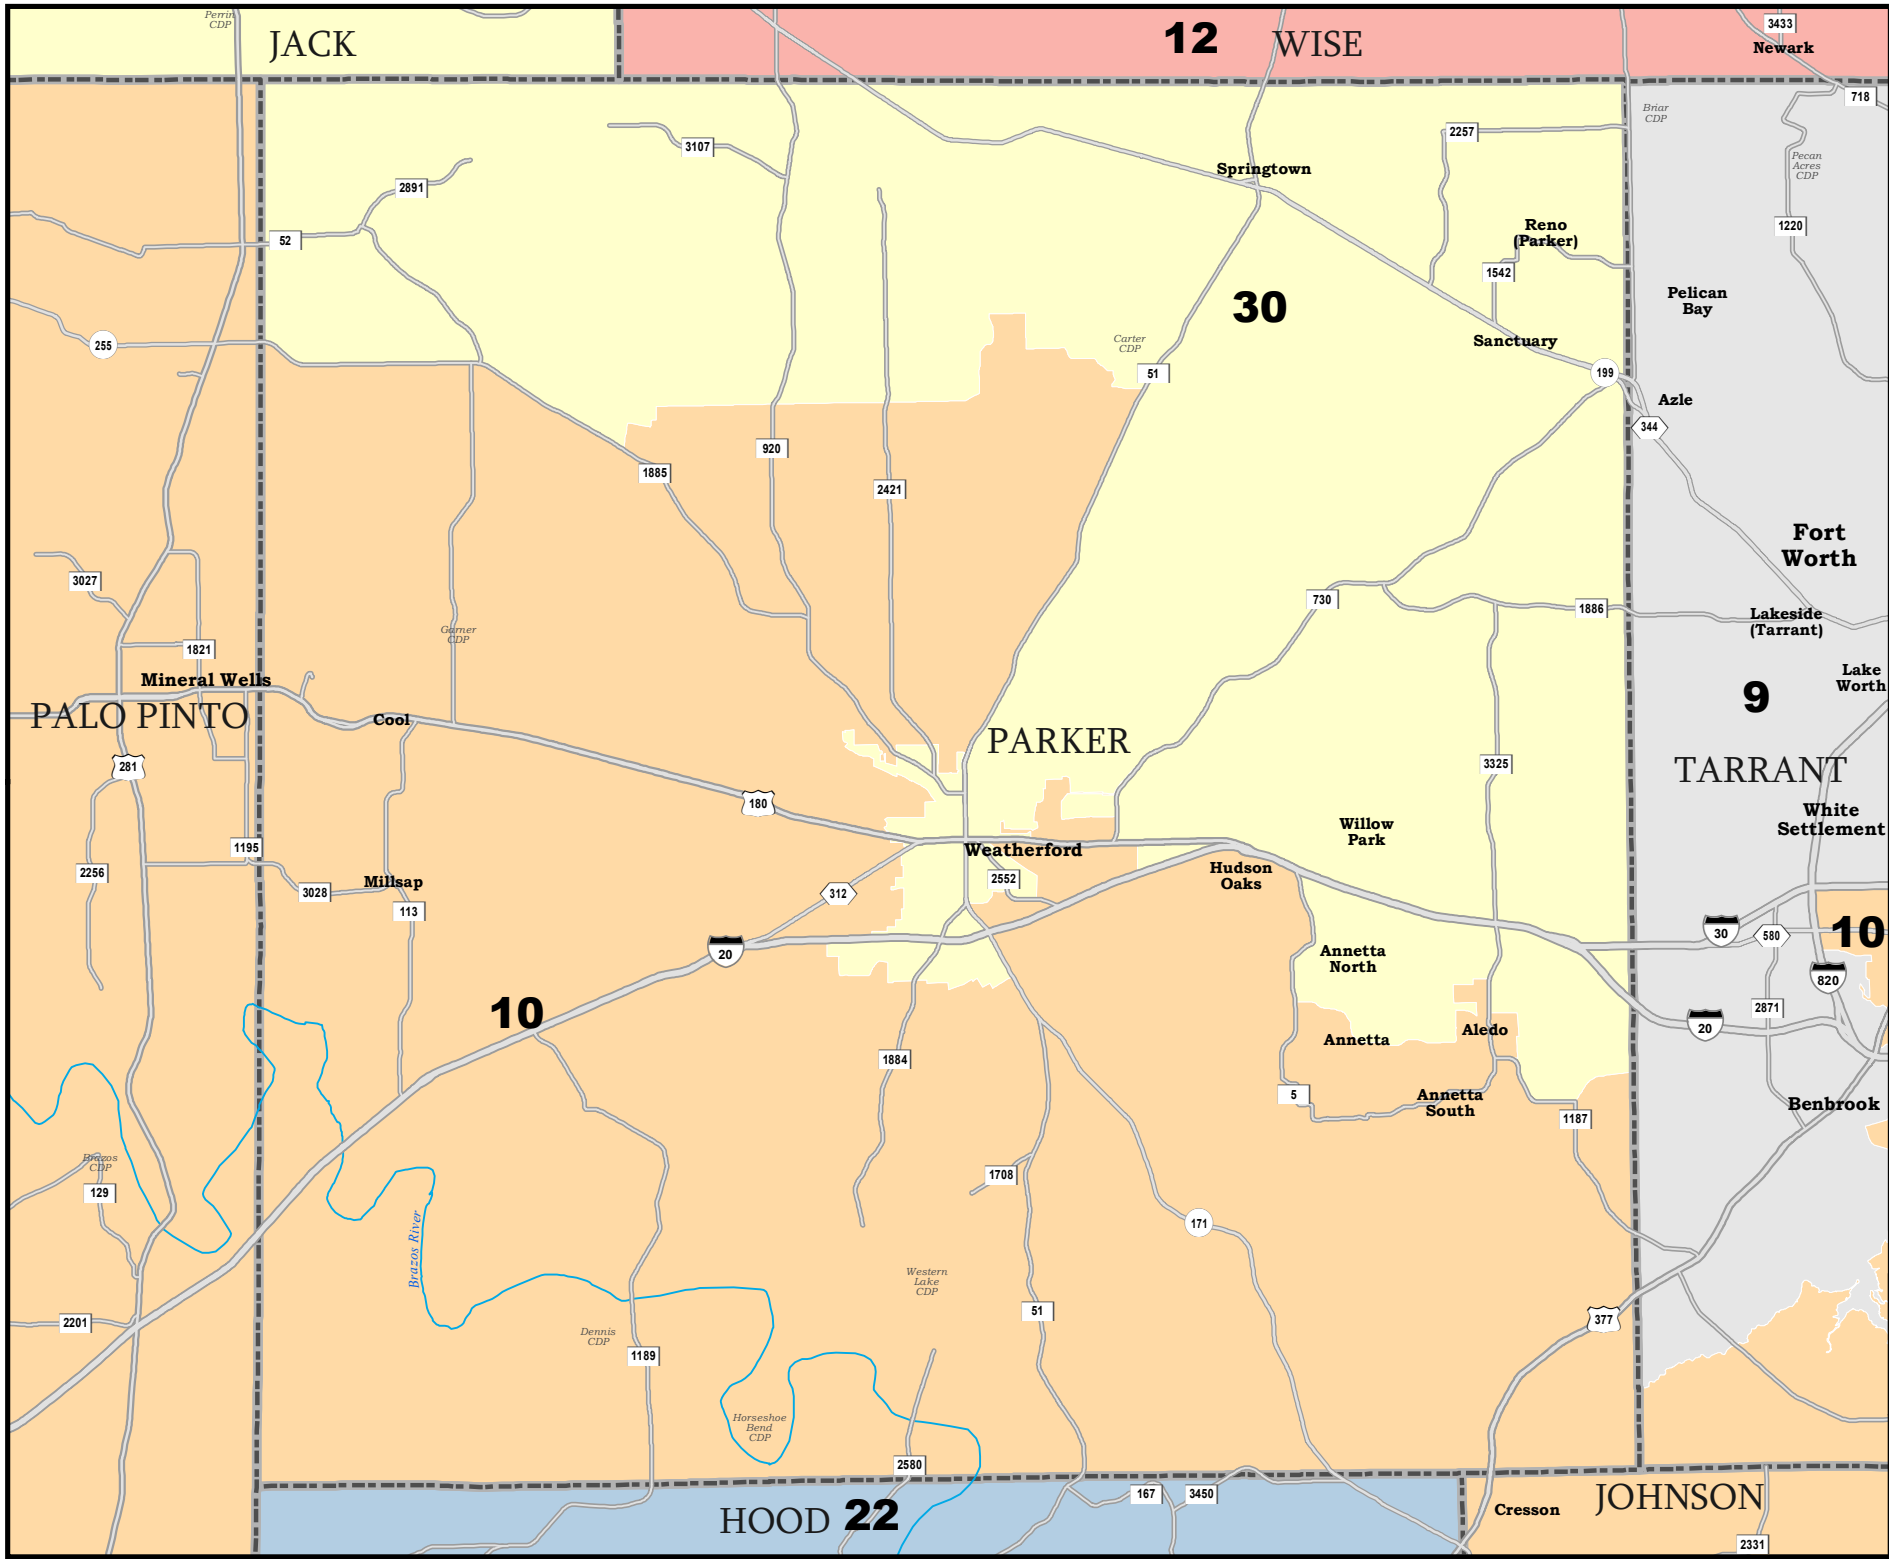 Perrin
CDP
JACK
12 WISE
3433
Newark
718
Briar
CDP
2257
3107
Pecan
Acres
CDP
Springtown
2891
1220
Reno
(Parker)
52
1542
Pelican
Bay
30
255
Carter
CDP
Sanctuary
51
199
Azle
344
920
1885
2421
Fort
Worth
3027
730
1886
Lakeside
(Tarrant)
Garner
CDP
1821
Mineral Wells
Lake
Worth
9
PALO PINTO
Cool
PARKER
281
3325
TARRANT
180
White
Settlement
Willow
Park
1195
Weatherford
2256
Hudson
Oaks
2552
3028
Millsap
312
113
30
580
10
20
Annetta
North
820
10
2871
20
Annetta
Aledo
1884
5
Annetta
South
1187
Benbrook
Brazos
CDP
129
1708
171
Brazos River
Western
Lake
CDP
51
2201
377
Dennis
CDP
1189
Horseshoe
Bend
CDP
2580
167
3450
JOHNSON
Cresson
HOOD 22
2331